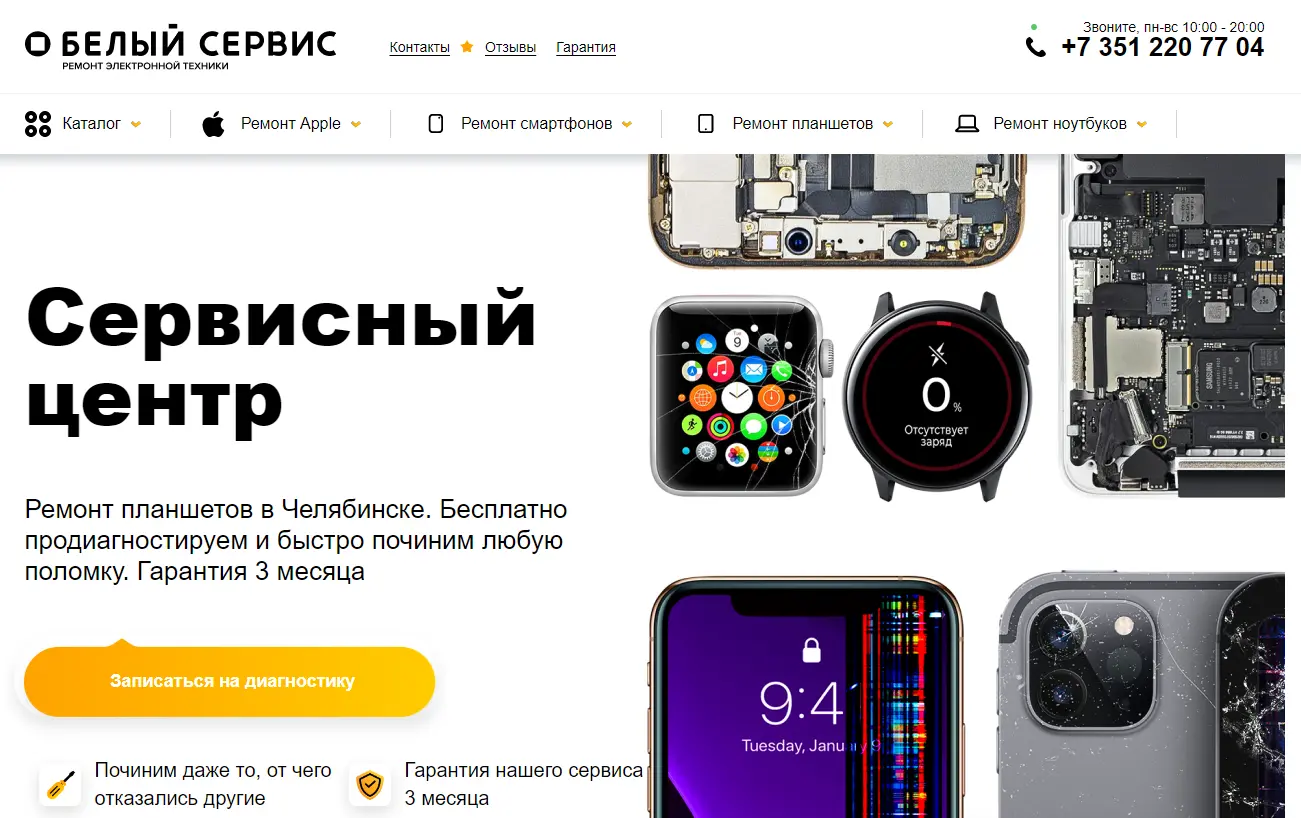 БЕЛЫЙ СЕРВИС
РЕМОНТ ЭЛЕКТРОННОЙ ТЕХНИКИ
Контакты Отзывы Гарантия
Звоните, пн-вс 10:00 - 20:00
+7 351 220 77 04
Каталог Ремонт Apple Ремонт смартфонов Ремонт планшетов Ремонт ноутбуков
Сервисный
центр
Ремонт планшетов в Челябинске. Бесплатно
продиагностируем и быстро починим любую
поломку. Гарантия 3 месяца
Записаться на диагностику
Починим даже то, от чего
отказались другие
Гарантия нашего сервиса
3 месяца
9
0 %
Отсутствует
заряд
SAMSUNG
9:4
Tuesday, January 9